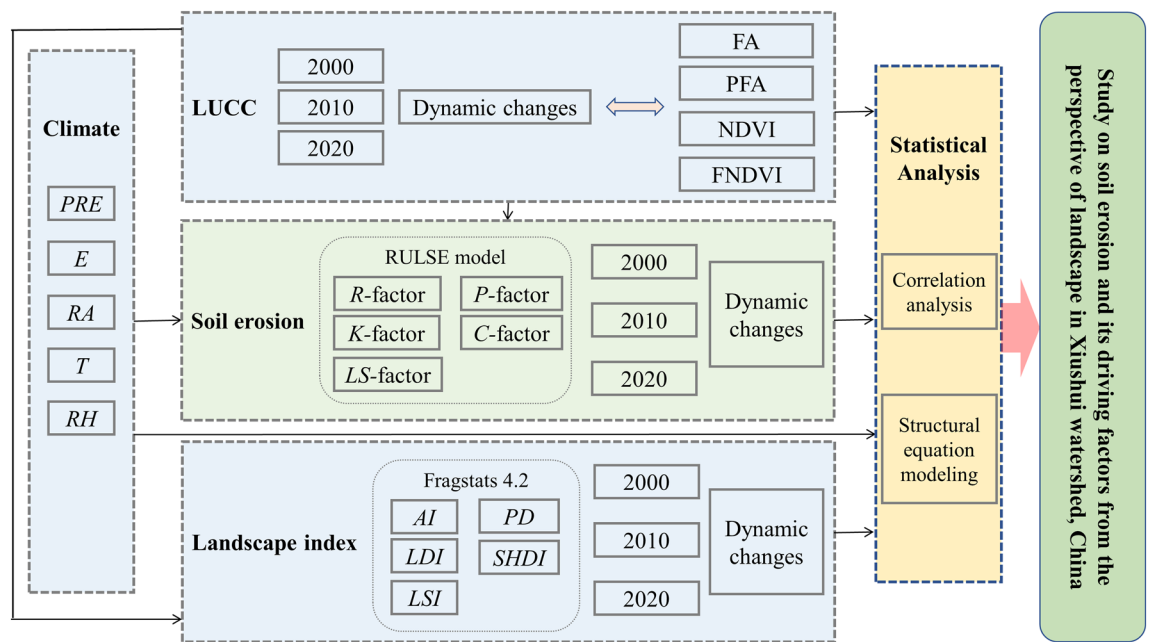 Climate
PRE
E
RA
T
RH
LUCC
2000
2010
2020
Dynamic changes
FA
PFA
NDVI
FNDVI
Soil erosion
RULSE model
R-factor
P-factor
K-factor
C-factor
LS-factor
2000
2010
2020
Dynamic
changes
Landscape index
Fragstats 4.2
AI
PD
LDI
SHDI
LSI
2000
2010
2020
Dynamic
changes
Statistical
Analysis
Correlation
analysis
Structural
equation
modeling
Study on soil erosion and its driving factors from the
perspective of landscape in Xiushui watershed, China